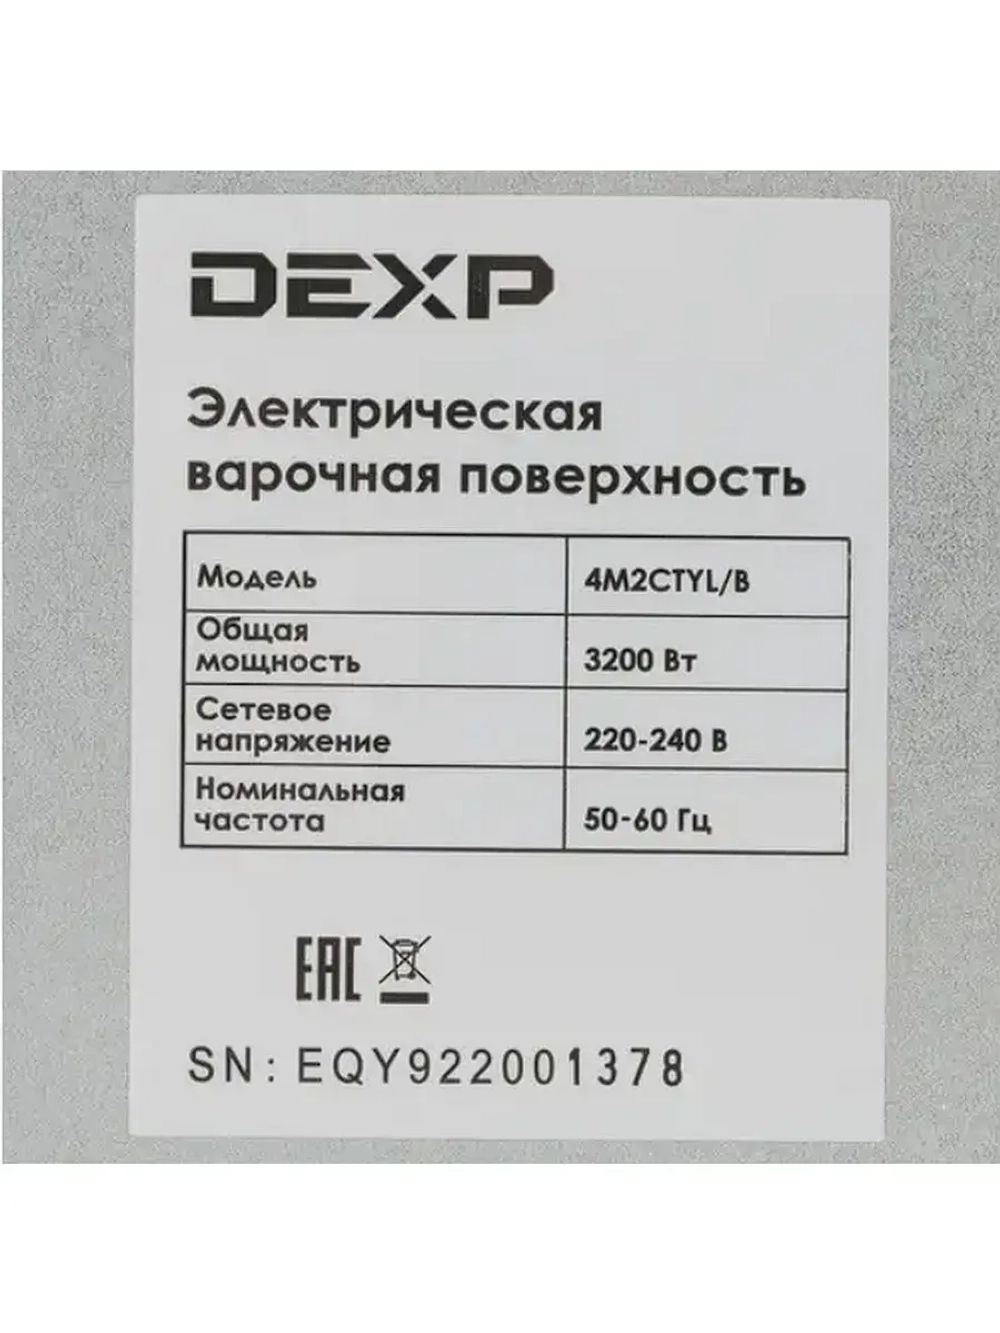 DEXP
Электрическая
варочная поверхность
Модель 4M2CTYL/B
Общая
мощность 3200 Вт
Сетевое
напряжение 220-240 В
Номинальная
частота 50-60 Гц
EAC
SN: EQY922001378